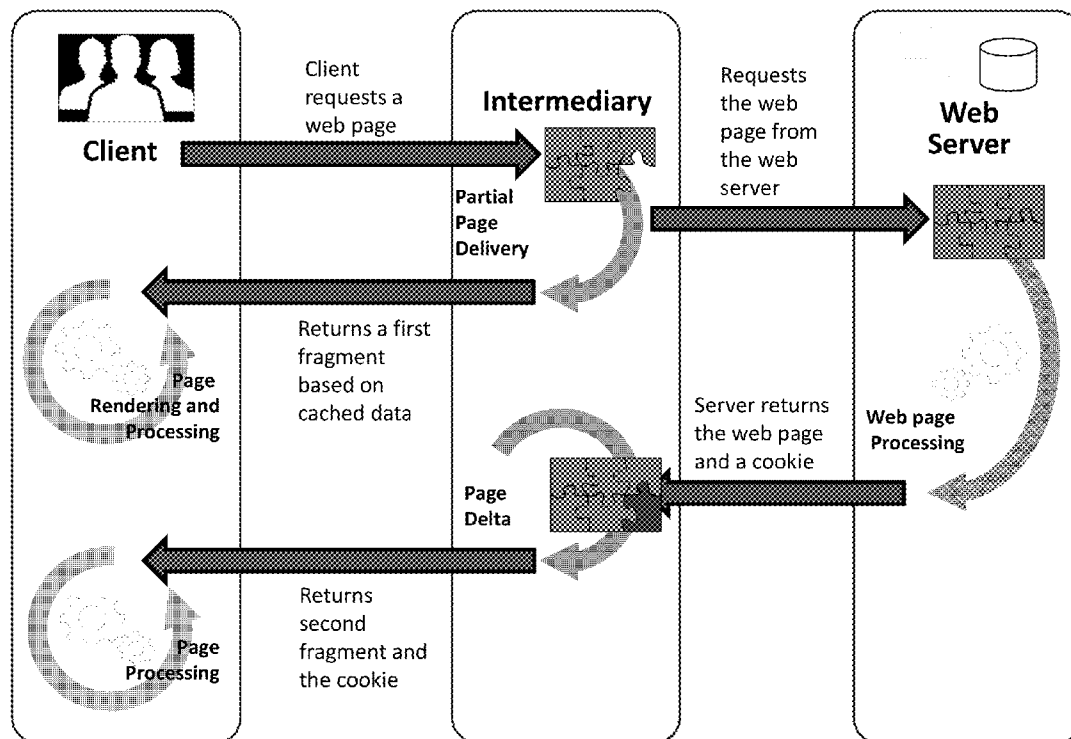 Client
requests a
web page
Client
Intermediary
Requests
the web
page from
the web
server
Web
Server
Partial
Page
Delivery
Returns a first
fragment
based on
cached data
Page
Rendering and
Processing
Server returns
the web page
and a cookie
Web page
Processing
Page
Delta
Returns
second
fragment and
the cookie
Page
Processing